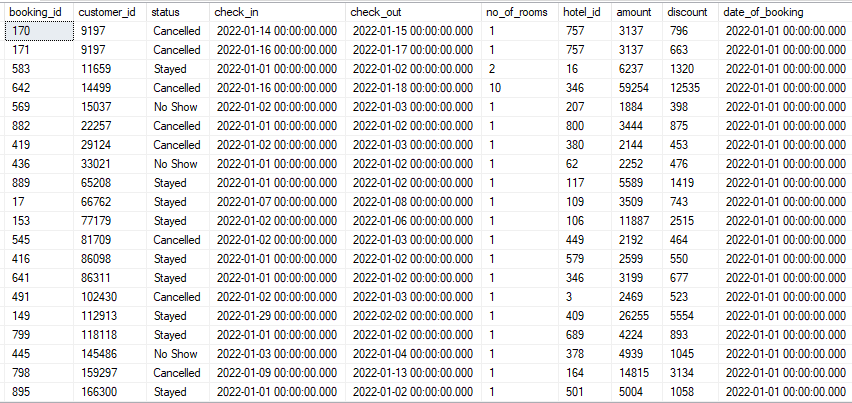 booking_id customer_id status check_in check_out no_of_rooms hotel_id amount discount date_of_booking
170 9197 Cancelled 2022-01-14 00:00:00.000 2022-01-15 00:00:00.000 1 757 3137 796 2022-01-01 00:00:00.000
171 9197 Cancelled 2022-01-16 00:00:00.000 2022-01-17 00:00:00.000 1 757 3137 663 2022-01-01 00:00:00.000
583 11659 Stayed 2022-01-01 00:00:00.000 2022-01-02 00:00:00.000 2 16 6237 1320 2022-01-01 00:00:00.000
642 14499 Cancelled 2022-01-16 00:00:00.000 2022-01-18 00:00:00.000 10 346 59254 12535 2022-01-01 00:00:00.000
569 15037 No Show 2022-01-02 00:00:00.000 2022-01-03 00:00:00.000 1 207 1884 398 2022-01-01 00:00:00.000
882 22257 Cancelled 2022-01-01 00:00:00.000 2022-01-02 00:00:00.000 1 800 3444 875 2022-01-01 00:00:00.000
419 29124 Cancelled 2022-01-02 00:00:00.000 2022-01-03 00:00:00.000 1 380 2144 453 2022-01-01 00:00:00.000
436 33021 No Show 2022-01-01 00:00:00.000 2022-01-02 00:00:00.000 1 62 2252 476 2022-01-01 00:00:00.000
889 65208 Stayed 2022-01-01 00:00:00.000 2022-01-02 00:00:00.000 1 117 5589 1419 2022-01-01 00:00:00.000
17 66762 Stayed 2022-01-07 00:00:00.000 2022-01-08 00:00:00.000 1 109 3509 743 2022-01-01 00:00:00.000
153 77179 Stayed 2022-01-02 00:00:00.000 2022-01-06 00:00:00.000 1 106 11887 2515 2022-01-01 00:00:00.000
545 81709 Cancelled 2022-01-02 00:00:00.000 2022-01-03 00:00:00.000 1 449 2192 464 2022-01-01 00:00:00.000
416 86098 Stayed 2022-01-01 00:00:00.000 2022-01-02 00:00:00.000 1 579 2599 550 2022-01-01 00:00:00.000
641 86311 Stayed 2022-01-01 00:00:00.000 2022-01-02 00:00:00.000 1 346 3199 677 2022-01-01 00:00:00.000
491 102430 Cancelled 2022-01-02 00:00:00.000 2022-01-03 00:00:00.000 1 3 2469 523 2022-01-01 00:00:00.000
149 112913 Stayed 2022-01-29 00:00:00.000 2022-02-02 00:00:00.000 1 409 26255 5554 2022-01-01 00:00:00.000
799 118118 Stayed 2022-01-01 00:00:00.000 2022-01-02 00:00:00.000 1 689 4224 893 2022-01-01 00:00:00.000
445 145486 No Show 2022-01-03 00:00:00.000 2022-01-04 00:00:00.000 1 378 4939 1045 2022-01-01 00:00:00.000
798 159297 Cancelled 2022-01-09 00:00:00.000 2022-01-13 00:00:00.000 1 164 14815 3134 2022-01-01 00:00:00.000
895 166300 Stayed 2022-01-01 00:00:00.000 2022-01-02 00:00:00.000 1 501 5004 1058 2022-01-01 00:00:00.000